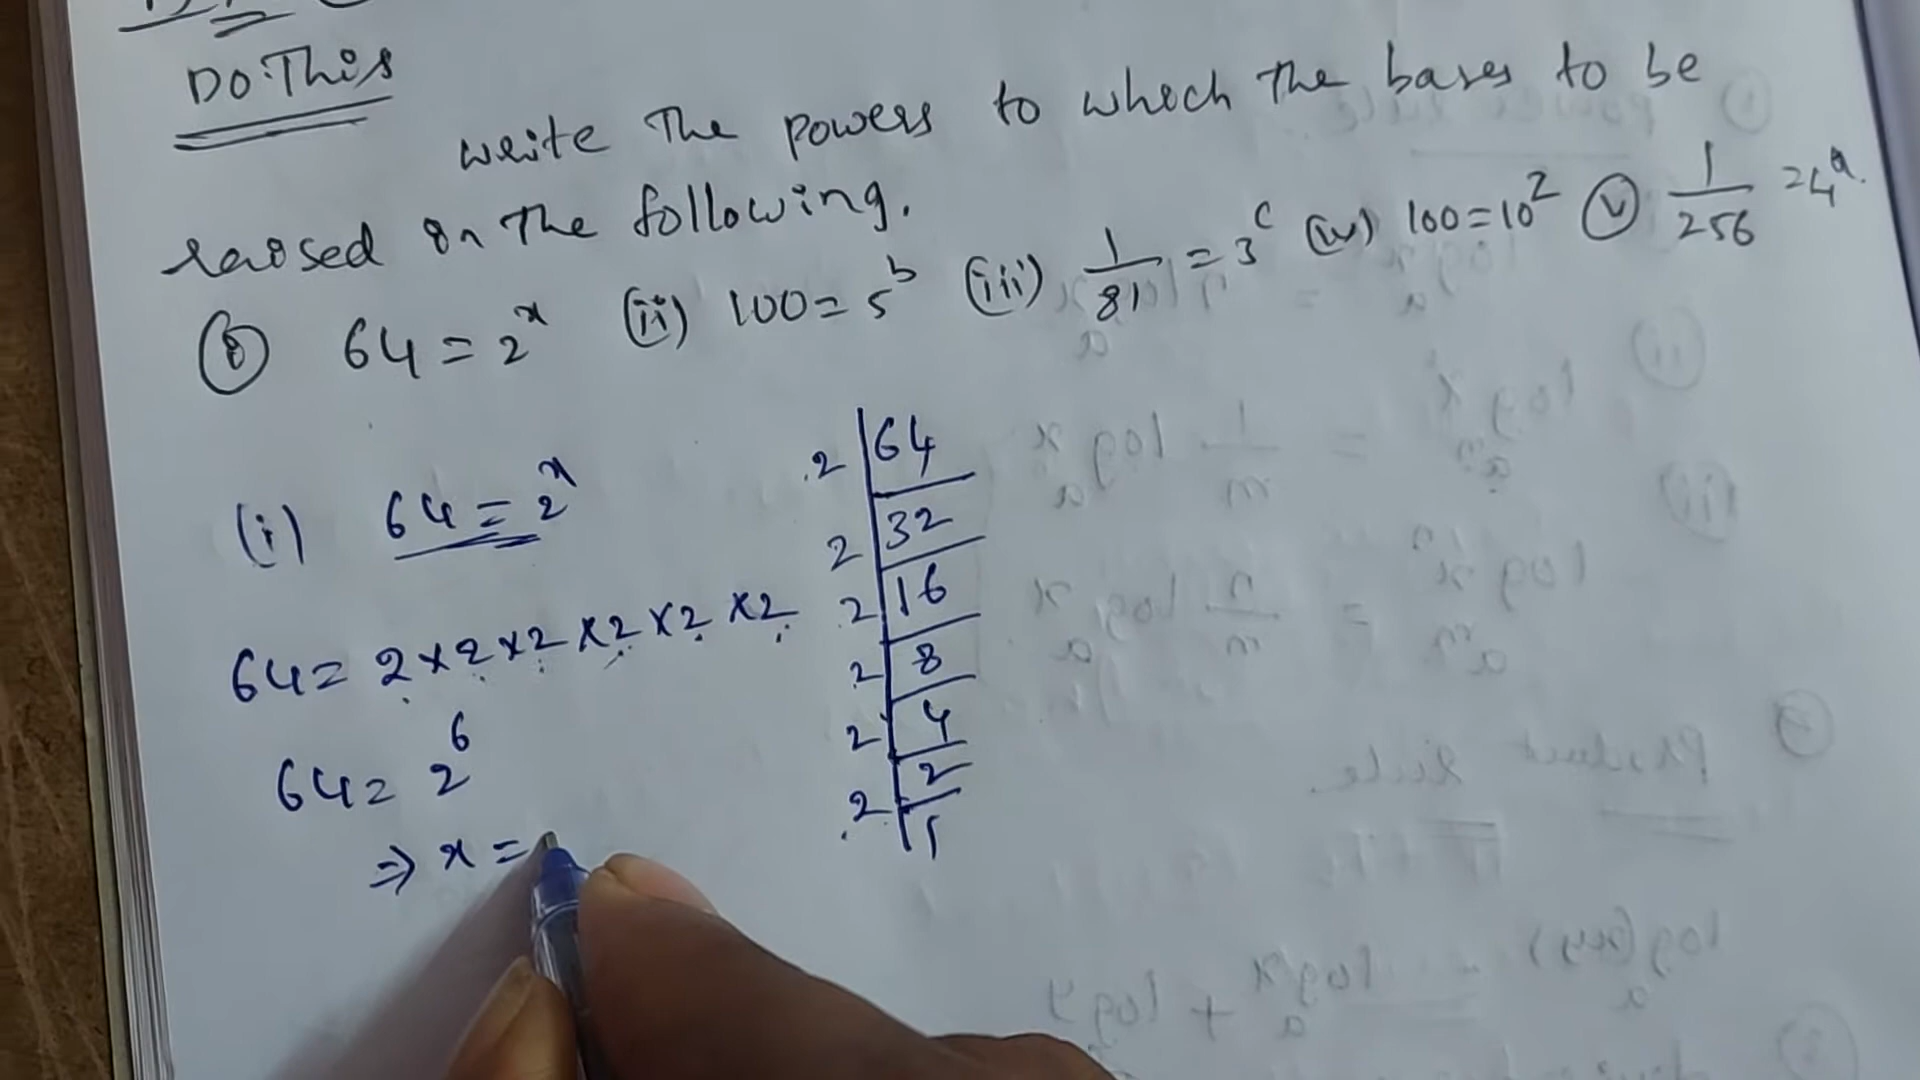 Do This
write The powers to which The bases to be
raised in The following.
(i) 64 = 2^x (ii) 100 = 5^b (iii) 1/81 = 3^c (iv) 100 = 10^2 (v) 1/256 = 4^a.
(i) 64 = 2^x
64 = 2 × 2 × 2 × 2 × 2 × 2
64 = 2^6
⇒ x =
2 | 64
2 | 32
2 | 16
2 | 8
2 | 4
2 | 2
1